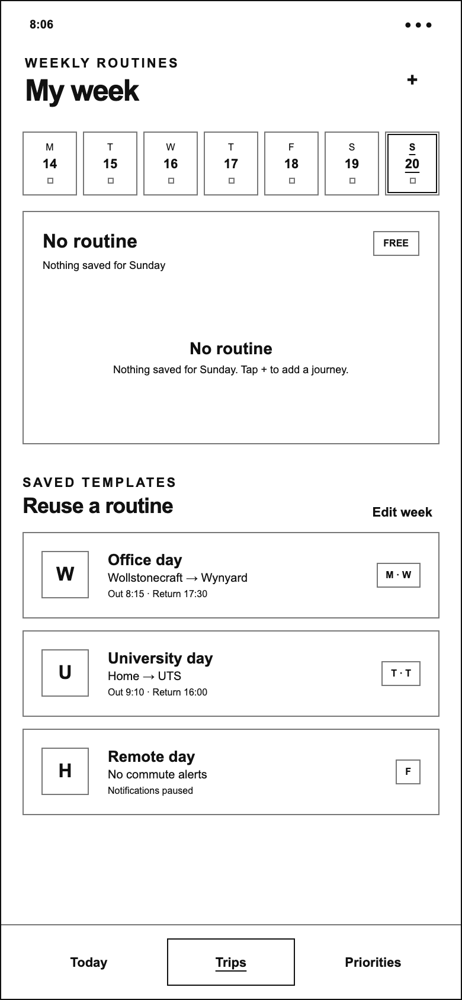 8:06
WEEKLY ROUTINES
My week
+
M T W T F S S
14 15 16 17 18 19 20
No routine
FREE
Nothing saved for Sunday
No routine
Nothing saved for Sunday. Tap + to add a journey.
SAVED TEMPLATES
Reuse a routine
Edit week
W
Office day
Wollstonecraft → Wynyard
Out 8:15 · Return 17:30
M · W
U
University day
Home → UTS
Out 9:10 · Return 16:00
T · T
H
Remote day
No commute alerts
Notifications paused
F
Today Trips Priorities